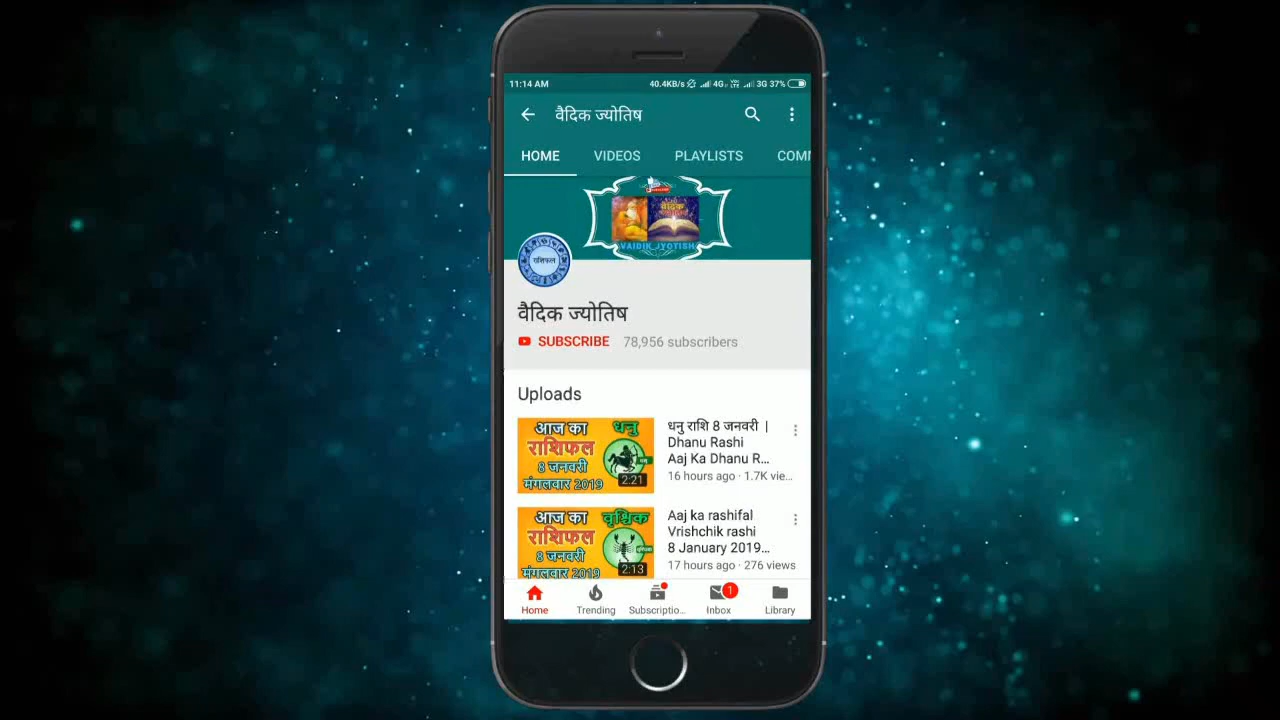 11:14 AM
40.4KB/s 4G VoLTE 3G 37%
वैदिक ज्योतिष
HOME VIDEOS PLAYLISTS COMM
वैदिक
VAIDIK JYOTISH
राशिफल
वैदिक ज्योतिष
SUBSCRIBE 78,956 subscribers
Uploads
आज का धनु
राशिफल
8 जनवरी
मंगलवार 2019
2:21
धनु राशि 8 जनवरी |
Dhanu Rashi
Aaj Ka Dhanu R...
16 hours ago · 1.7K vie...
आज का वृश्चिक
राशिफल
8 जनवरी
मंगलवार 2019
2:13
Aaj ka rashifal
Vrishchik rashi
8 January 2019...
17 hours ago · 276 views
1
Home Trending Subscriptio... Inbox Library